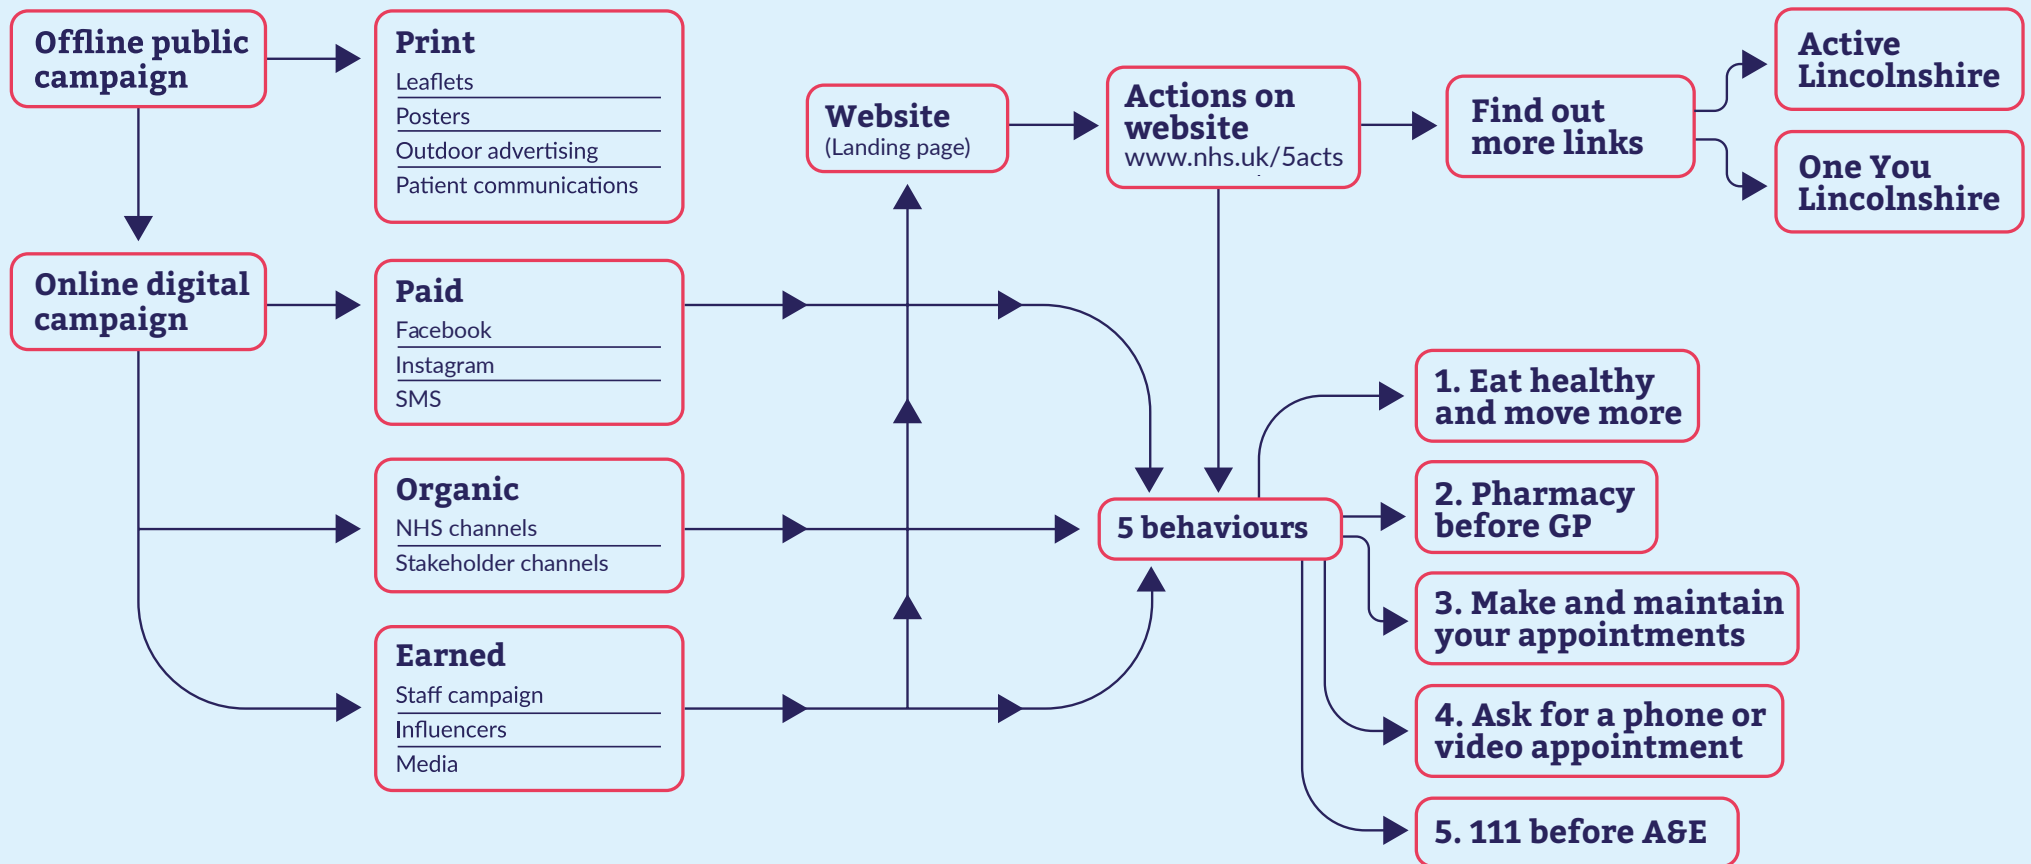 Offline public
campaign
Print
Leaflets
Posters
Outdoor advertising
Patient communications
Website
(Landing page)
Actions on
website
www.nhs.uk/5acts
Find out
more links
Active
Lincolnshire
One You
Lincolnshire
Online digital
campaign
Paid
Facebook
Instagram
SMS
Organic
NHS channels
Stakeholder channels
Earned
Staff campaign
Influencers
Media
5 behaviours
1. Eat healthy
and move more
2. Pharmacy
before GP
3. Make and maintain
your appointments
4. Ask for a phone or
video appointment
5. 111 before A&E